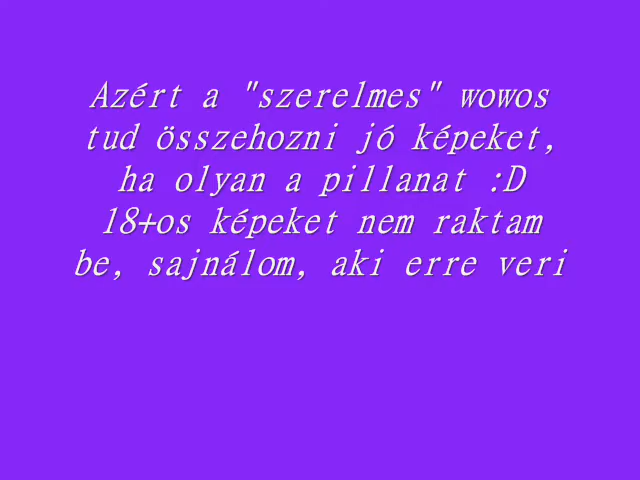 Azért a "szerelmes" wowos
tud összehozni jó képeket,
ha olyan a pillanat :D
18+os képeket nem raktam
be, sajnálom, aki erre veri